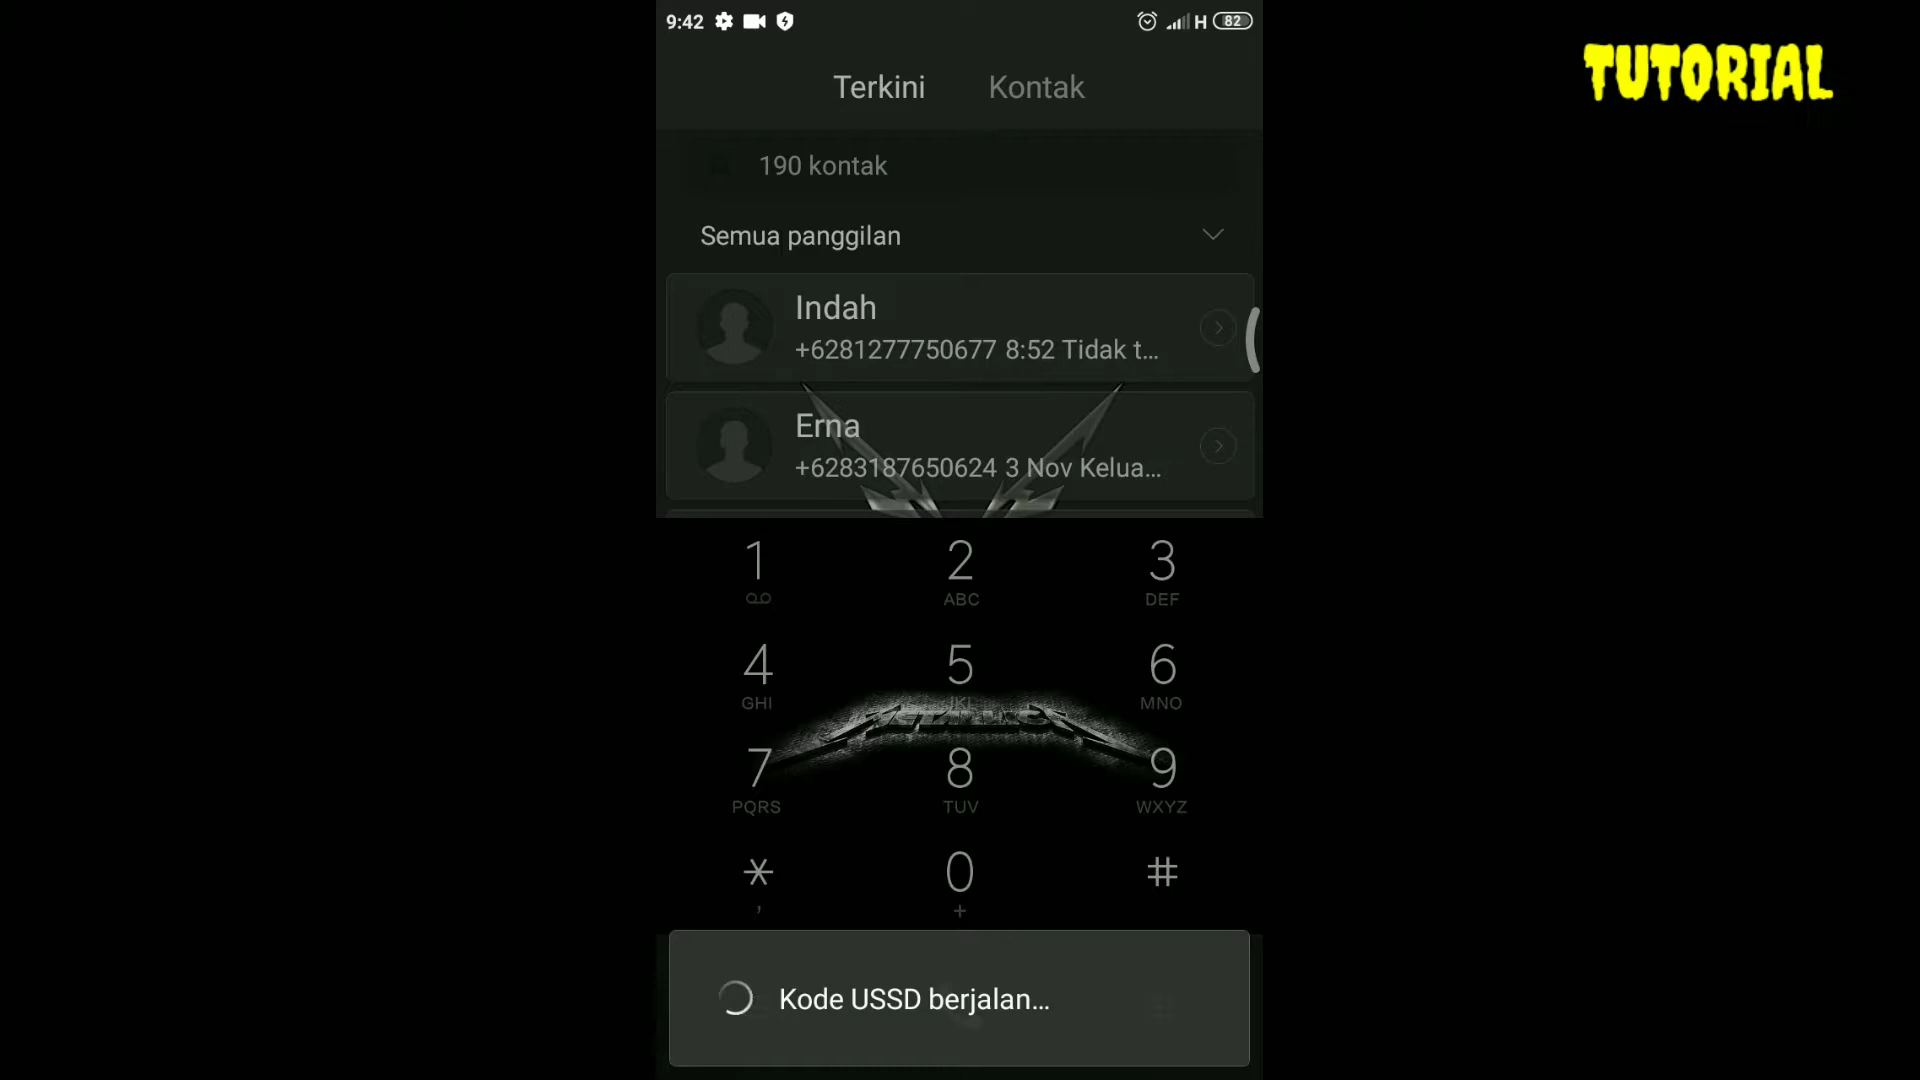 9:42
H
82
TUTORIAL
Terkini
Kontak
190 kontak
Semua panggilan
Indah
+6281277750677 8:52 Tidak t...
Erna
+6283187650624 3 Nov Kelua...
1
2
ABC
3
DEF
4
GHI
5
JKL
6
MNO
METALLICA
7
PQRS
8
TUV
9
WXYZ
*
,
0
+
#
Kode USSD berjalan...